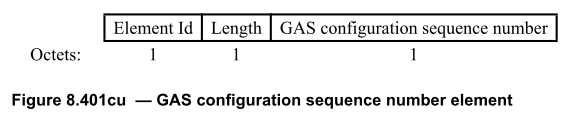 Element Id Length GAS configuration sequence number
Octets: 1 1 1
Figure 8.401cu — GAS configuration sequence number element